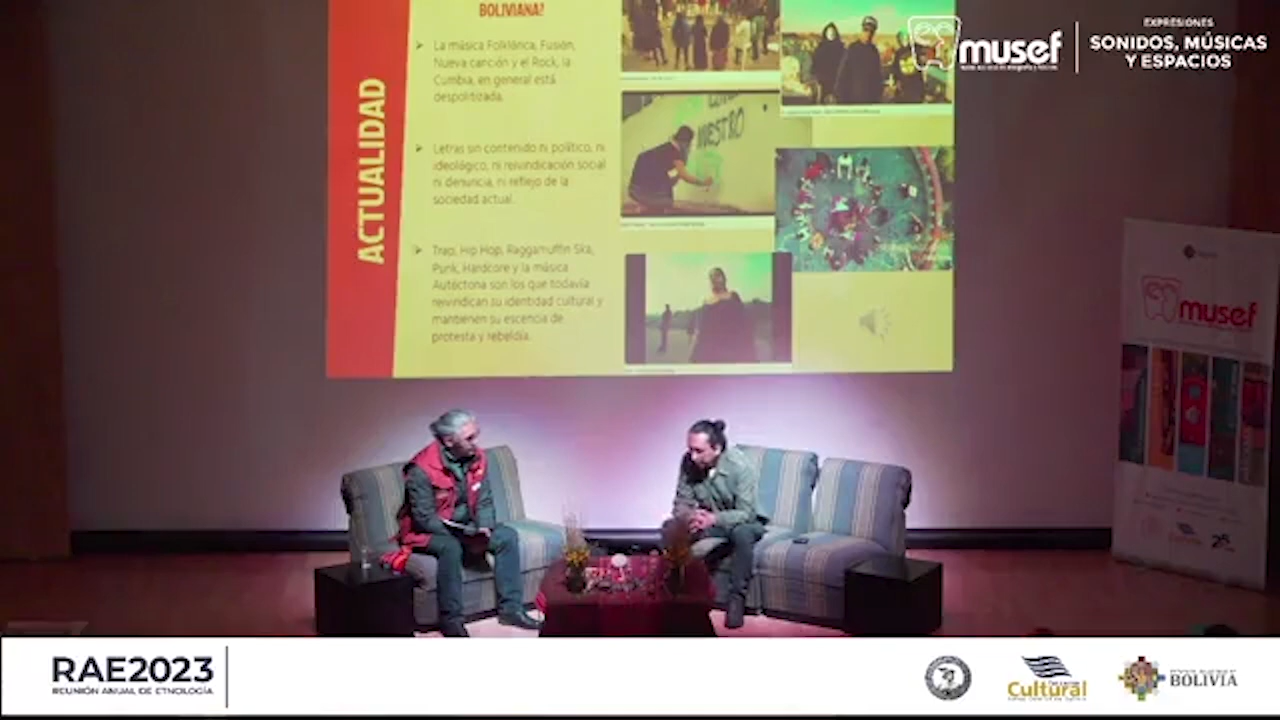 BOLIVIANA?
ACTUALIDAD
La música Folklórica, Fusión,
Nueva canción y el Rock, la
Cumbia, en general está
despolitizada.
Letras sin contenido ni político, ni
ideológico, ni reivindicación social
ni denuncia, ni reflejo de la
sociedad actual.
Trap, Hip Hop, Raggamuffin Ska,
Punk, Hardcore y la música
Autóctona son los que todavía
reivindican su identidad cultural y
mantienen su escencia de
protesta y rebeldía.
NUESTRO
musef
EXPRESIONES
SONIDOS, MÚSICAS
Y ESPACIOS
musef
RAE2023
REUNIÓN ANUAL DE ETNOLOGÍA
Cultural
BOLIVIA